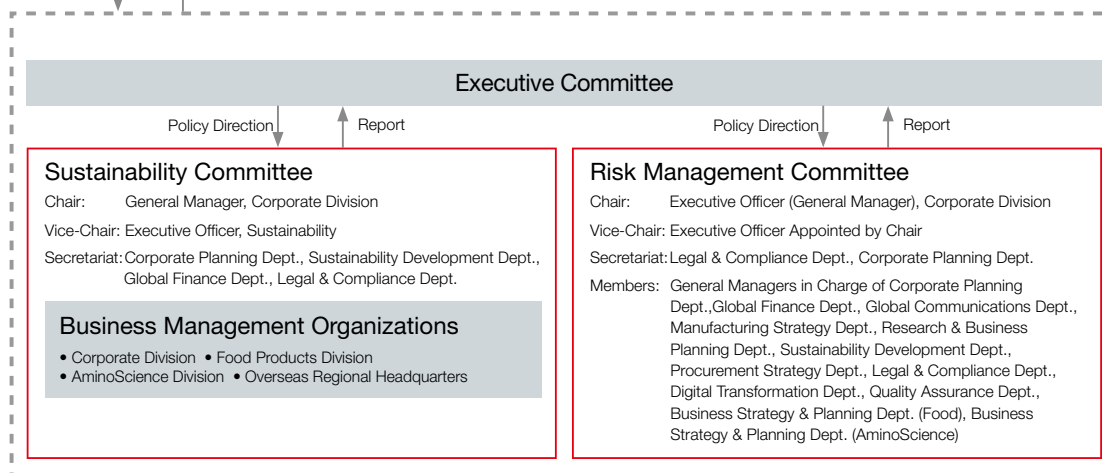 Executive Committee
Policy Direction
Report
Policy Direction
Report
Sustainability Committee
Chair: General Manager, Corporate Division
Vice-Chair: Executive Officer, Sustainability
Secretariat: Corporate Planning Dept., Sustainability Development Dept.,
Global Finance Dept., Legal & Compliance Dept.
Business Management Organizations
• Corporate Division • Food Products Division
• AminoScience Division • Overseas Regional Headquarters
Risk Management Committee
Chair: Executive Officer (General Manager), Corporate Division
Vice-Chair: Executive Officer Appointed by Chair
Secretariat: Legal & Compliance Dept., Corporate Planning Dept.
Members: General Managers in Charge of Corporate Planning
Dept.,Global Finance Dept., Global Communications Dept.,
Manufacturing Strategy Dept., Research & Business
Planning Dept., Sustainability Development Dept.,
Procurement Strategy Dept., Legal & Compliance Dept.,
Digital Transformation Dept., Quality Assurance Dept.,
Business Strategy & Planning Dept. (Food), Business
Strategy & Planning Dept. (AminoScience)